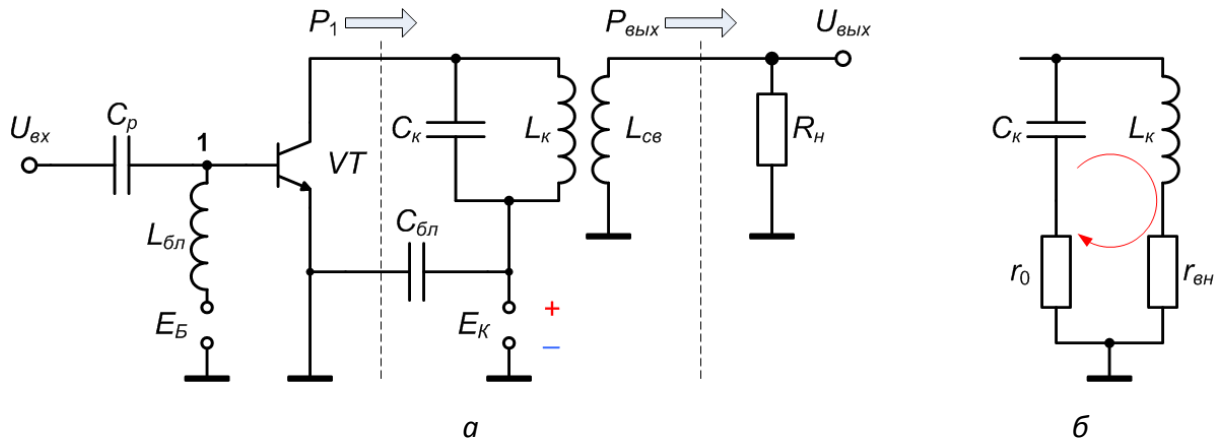 P1
Pвых
Uвых
Uвх
Cр
1
VT
Cк
Lк
Lсв
Rн
Lбл
Cбл
EБ
EК
+
–
Cк
Lк
r0
rвн
а
б